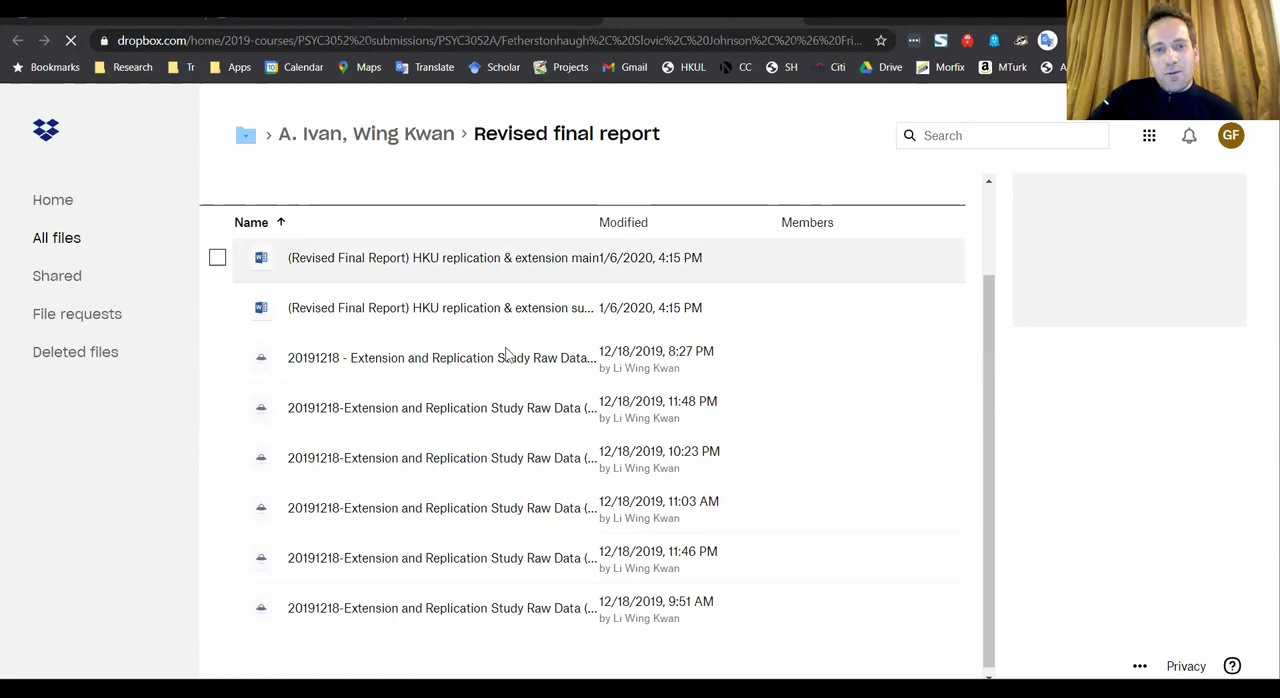 dropbox.com/home/2019-courses/PSYC3052%20submissions/PSYC3052A/Fetherstonhaugh%2C%20Slovic%2C%20Johnson%2C%20%26%20Fri...
Bookmarks Research Tr Apps Calendar Maps Translate Scholar Projects Gmail HKUL CC SH Citi Drive Morfix MTurk
A. Ivan, Wing Kwan › Revised final report
Search
GF
Home
All files
Shared
File requests
Deleted files
Name Modified Members
(Revised Final Report) HKU replication & extension main 1/6/2020, 4:15 PM
(Revised Final Report) HKU replication & extension su... 1/6/2020, 4:15 PM
20191218 - Extension and Replication Study Raw Data... 12/18/2019, 8:27 PM
by Li Wing Kwan
20191218-Extension and Replication Study Raw Data (... 12/18/2019, 11:48 PM
by Li Wing Kwan
20191218-Extension and Replication Study Raw Data (... 12/18/2019, 10:23 PM
by Li Wing Kwan
20191218-Extension and Replication Study Raw Data (... 12/18/2019, 11:03 AM
by Li Wing Kwan
20191218-Extension and Replication Study Raw Data (... 12/18/2019, 11:46 PM
by Li Wing Kwan
20191218-Extension and Replication Study Raw Data (... 12/18/2019, 9:51 AM
by Li Wing Kwan
Privacy